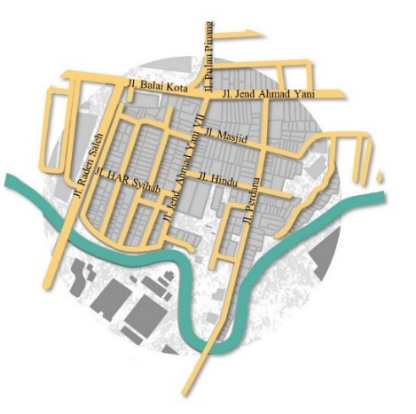 Jl. Pulau Pinang
Jl. Balai Kota
Jl. Jend Ahmad Yani
Jl. Masjid
Jl. Jend. Ahmad Yani VII
Jl. Raden Saleh
Jl. HAR Syihab
Jl. Hindu
Jl. Perdana